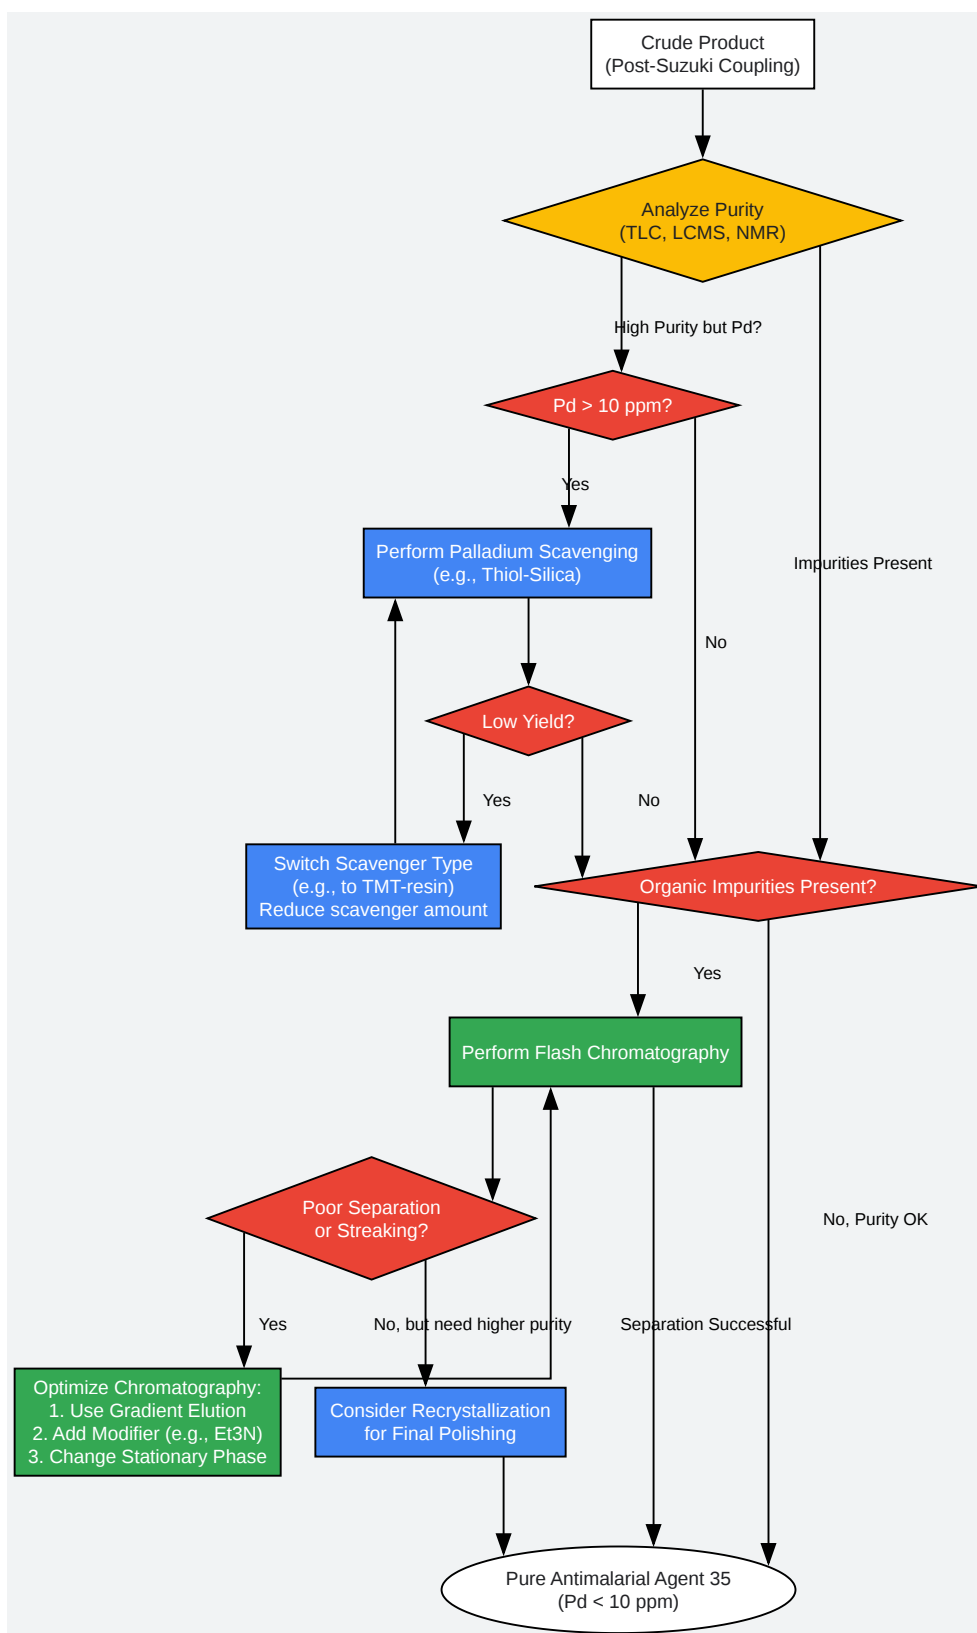 Crude Product
(Post-Suzuki Coupling)
Analyze Purity
(TLC, LCMS, NMR)
High Purity but Pd?
Pd > 10 ppm?
Yes
Perform Palladium Scavenging
(e.g., Thiol-Silica)
Impurities Present
No
Low Yield?
Yes
No
Switch Scavenger Type
(e.g., to TMT-resin)
Reduce scavenger amount
Organic Impurities Present?
Yes
Perform Flash Chromatography
Poor Separation
or Streaking?
No, Purity OK
Yes
No, but need higher purity
Separation Successful
Optimize Chromatography:
1. Use Gradient Elution
2. Add Modifier (e.g., Et3N)
3. Change Stationary Phase
Consider Recrystallization
for Final Polishing
Pure Antimalarial Agent 35
(Pd < 10 ppm)